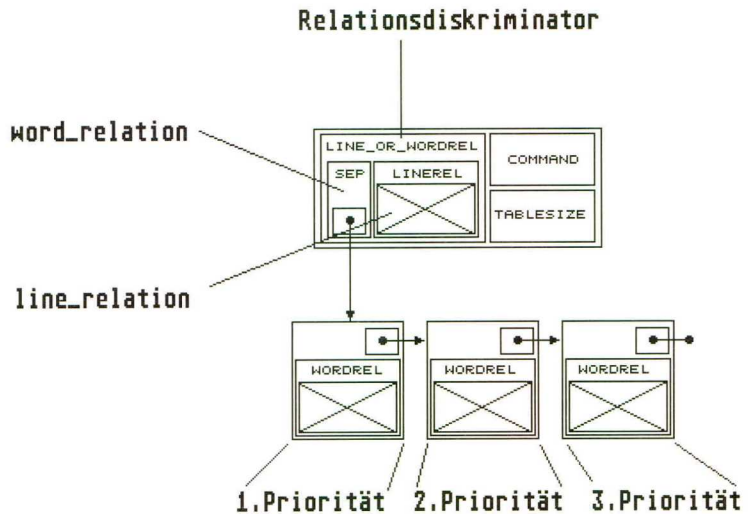 Relationsdiskriminator
word_relation
LINE_OR_WORDREL
COMMAND
SEP
LINEREL
TABLESIZE
line_relation
WORDREL
WORDREL
WORDREL
1.Priorität
2.Priorität
3.Priorität